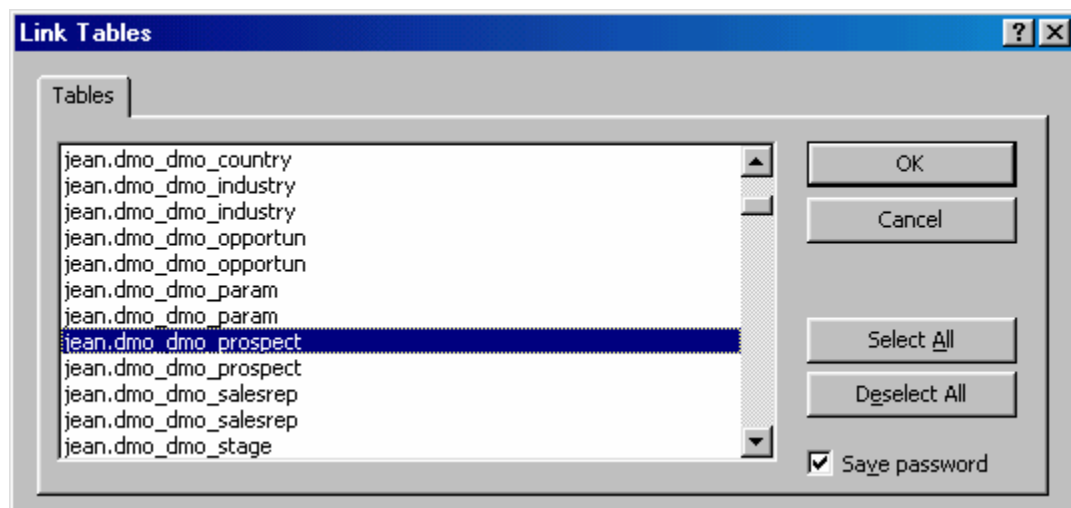 Link Tables
Tables
jean.dmo_dmo_country
jean.dmo_dmo_industry
jean.dmo_dmo_industry
jean.dmo_dmo_opportun
jean.dmo_dmo_opportun
jean.dmo_dmo_param
jean.dmo_dmo_param
jean.dmo_dmo_prospect
jean.dmo_dmo_prospect
jean.dmo_dmo_salesrep
jean.dmo_dmo_salesrep
jean.dmo_dmo_stage
OK
Cancel
Select All
Deselect All
Save password